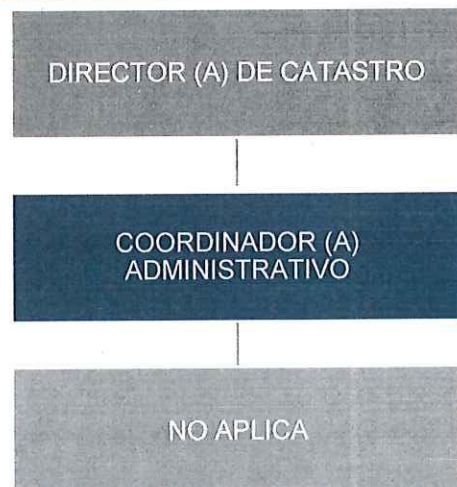 DIRECTOR (A) DE CATASTRO
COORDINADOR (A)
ADMINISTRATIVO
NO APLICA